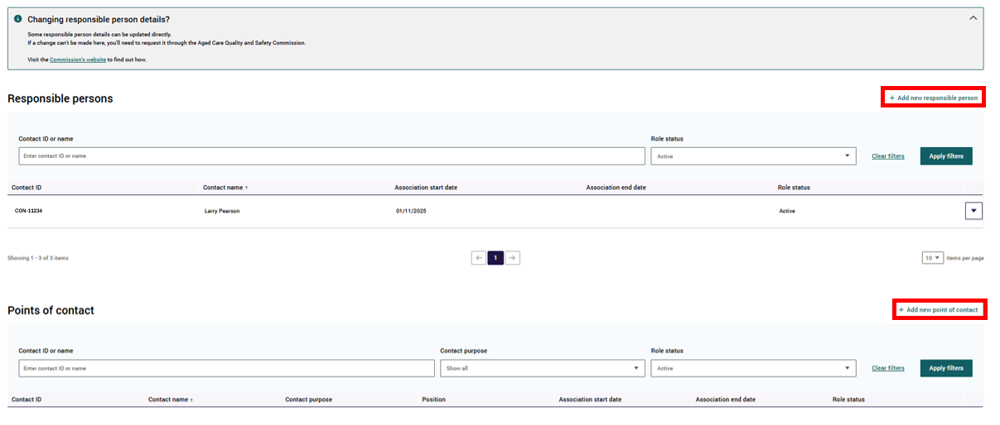 Changing responsible person details?
Some responsible person details can be updated directly.
If a change can't be made here, you'll need to request it through the Aged Care Quality and Safety Commission.
Visit the Commission's website to find out how.
Responsible persons
+ Add new responsible person
Contact ID or name
Role status
Enter contact ID or name
Active
Clear filters
Apply filters
Contact ID
Contact name ↑
Association start date
Association end date
Role status
CON-11234
Larry Pearson
01/11/2025
Active
Showing 1 - 3 of 3 items
← 1 →
10
items per page
Points of contact
+ Add new point of contact
Contact ID or name
Contact purpose
Role status
Enter contact ID or name
Show all
Active
Clear filters
Apply filters
Contact ID
Contact name ↑
Contact purpose
Position
Association start date
Association end date
Role status